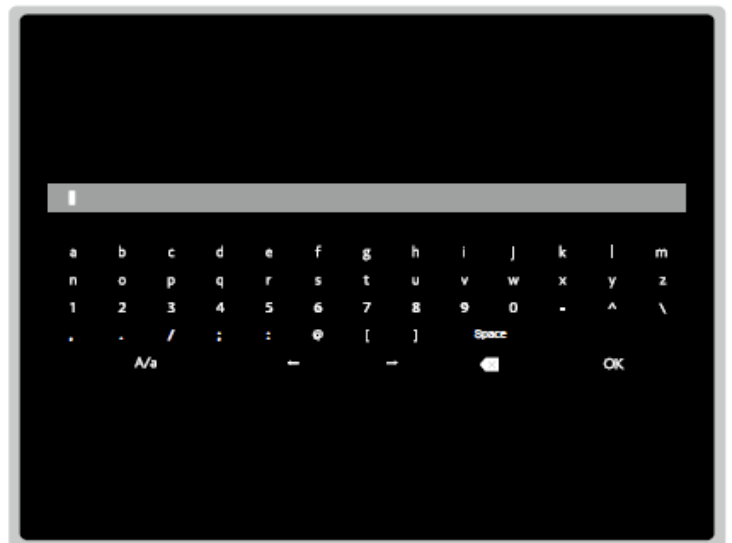 a b c d e f g h i j k l m
n o p q r s t u v w x y z
1 2 3 4 5 6 7 8 9 0 - ^ \
, . / ; : @ [ ] Space
A/a ← → ⌫ OK